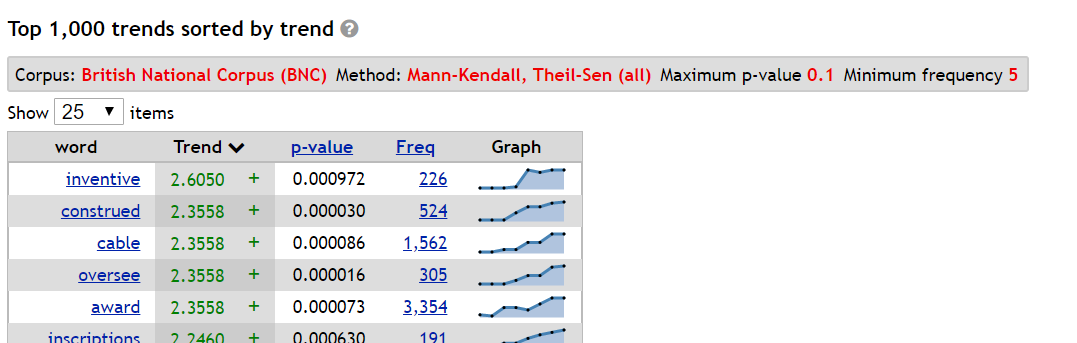 Top 1,000 trends sorted by trend ?
Corpus: British National Corpus (BNC) Method: Mann-Kendall, Theil-Sen (all) Maximum p-value 0.1 Minimum frequency 5
Show 25 items
word Trend p-value Freq Graph
inventive 2.6050 + 0.000972 226
construed 2.3558 + 0.000030 524
cable 2.3558 + 0.000086 1,562
oversee 2.3558 + 0.000016 305
award 2.3558 + 0.000073 3,354
inscriptions 2.2460 + 0.000630 191